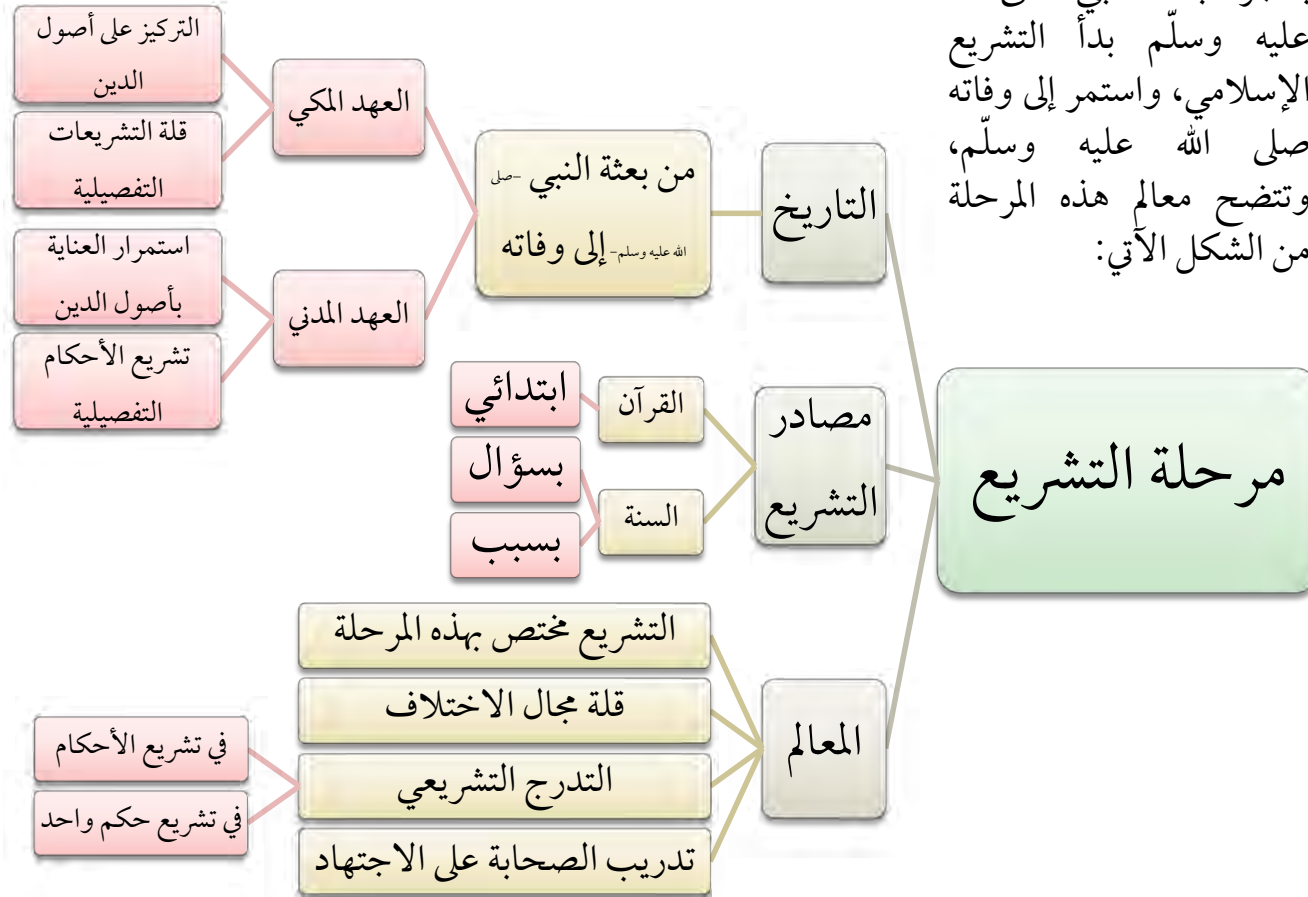 عليه وسلّم بدأ التشريع
الإسلامي، واستمر إلى وفاته
صلى الله عليه وسلّم،
وتتضح معالم هذه المرحلة
من الشكل الآتي:
مرحلة التشريع
التاريخ
من بعثة النبي -صلى
الله عليه وسلم- إلى وفاته
العهد المكي
التركيز على أصول
الدين
قلة التشريعات
التفصيلية
العهد المدني
استمرار العناية
بأصول الدين
تشريع الأحكام
التفصيلية
مصادر
التشريع
القرآن
ابتدائي
السنة
بسؤال
بسبب
المعالم
التشريع مختص بهذه المرحلة
قلة مجال الاختلاف
التدرج التشريعي
في تشريع الأحكام
في تشريع حكم واحد
تدريب الصحابة على الاجتهاد